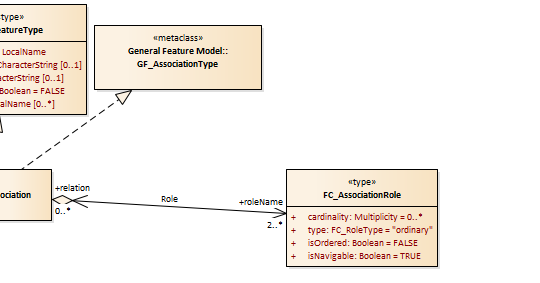 type»
eatureType
LocalName
CharacterString [0..1]
acterString [0..1]
Boolean = FALSE
alName [0..*]
«metaclass»
General Feature Model::
GF_AssociationType
ociation
+relation
0..*
Role
+roleName
2..*
«type»
FC_AssociationRole
+ cardinality: Multiplicity = 0..*
+ type: FC_RoleType = "ordinary"
+ isOrdered: Boolean = FALSE
+ isNavigable: Boolean = TRUE